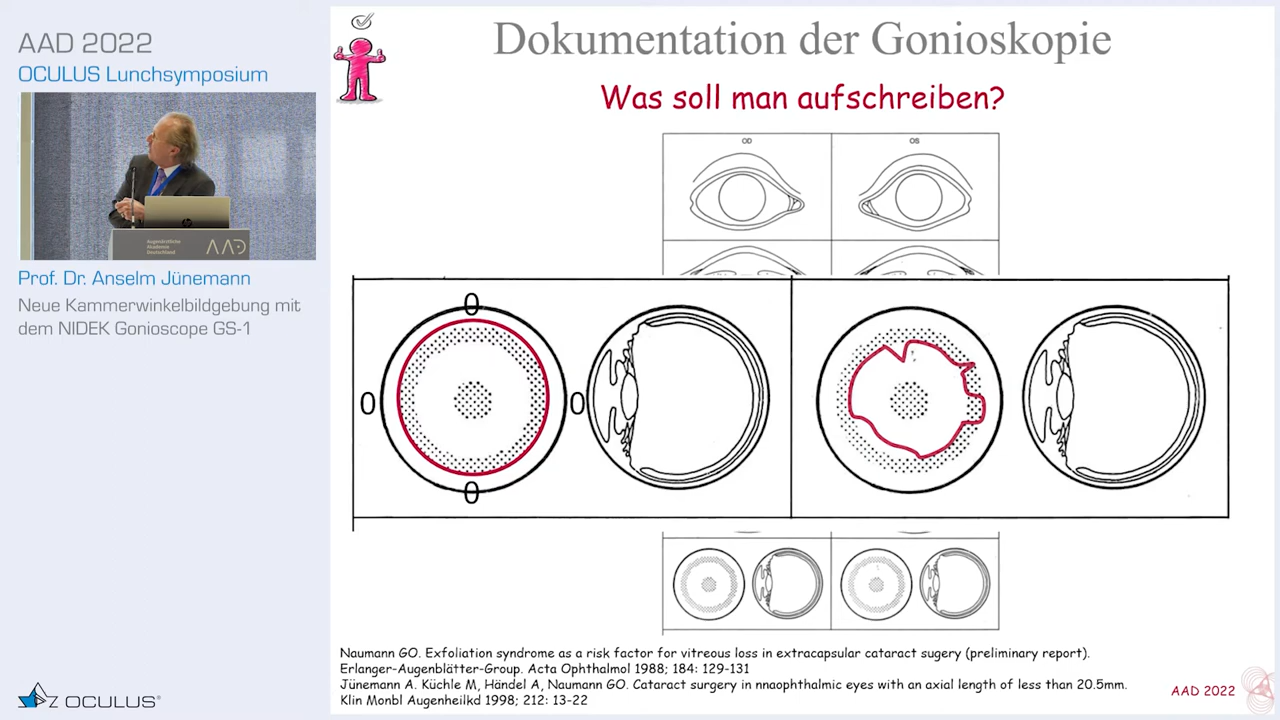 AAD 2022
OCULUS Lunchsymposium
Augenärztliche
Akademie
Deutschland
AAD
Prof. Dr. Anselm Jünemann
Neue Kammerwinkelbildgebung mit
dem NIDEK Gonioscope GS-1
OCULUS
Dokumentation der Gonioskopie
Was soll man aufschreiben?
OD
OS
0
0
0
0
Naumann GO. Exfoliation syndrome as a risk factor for vitreous loss in extracapsular cataract sugery (preliminary report).
Erlanger-Augenblätter-Group. Acta Ophthalmol 1988; 184: 129-131
Jünemann A. Küchle M, Händel A, Naumann GO. Cataract surgery in nnaophthalmic eyes with an axial length of less than 20.5mm.
Klin Monbl Augenheilkd 1998; 212: 13-22
AAD 2022